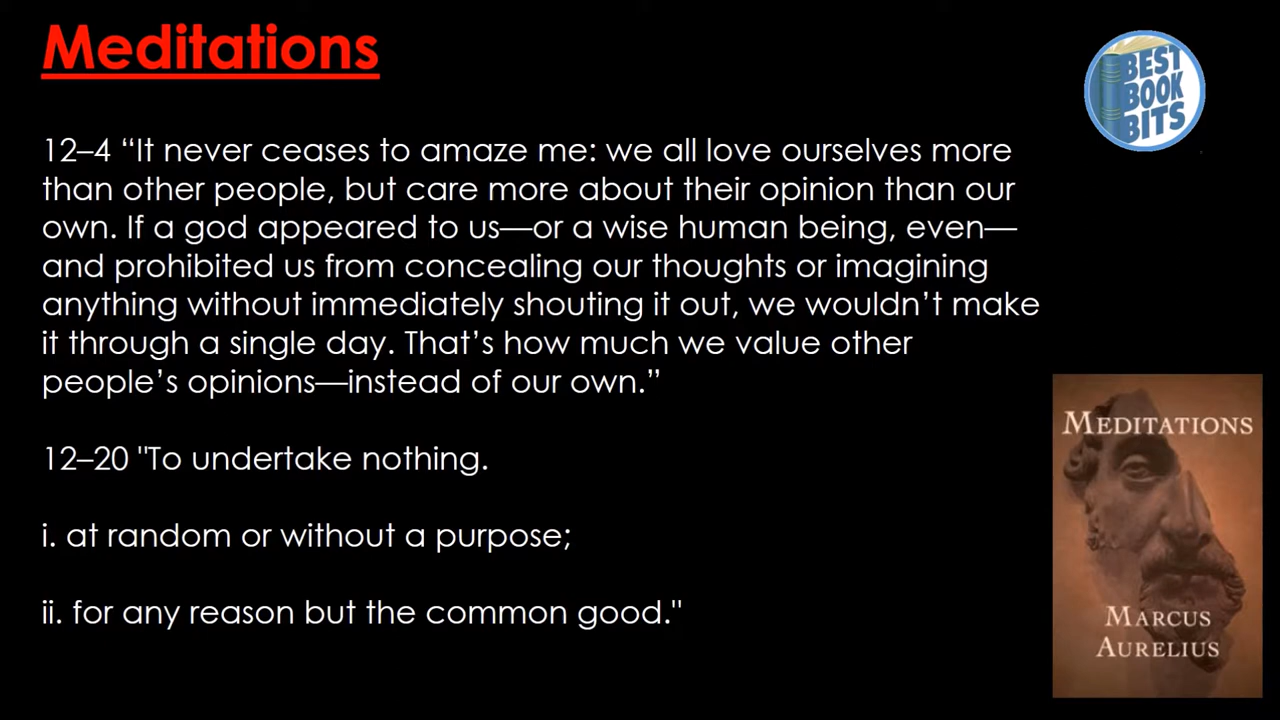 Meditations
BEST
BOOK
BITS
12–4 “It never ceases to amaze me: we all love ourselves more
than other people, but care more about their opinion than our
own. If a god appeared to us—or a wise human being, even—
and prohibited us from concealing our thoughts or imagining
anything without immediately shouting it out, we wouldn’t make
it through a single day. That’s how much we value other
people’s opinions—instead of our own.”
12–20 "To undertake nothing.
i. at random or without a purpose;
ii. for any reason but the common good."
MEDITATIONS
MARCUS
AURELIUS